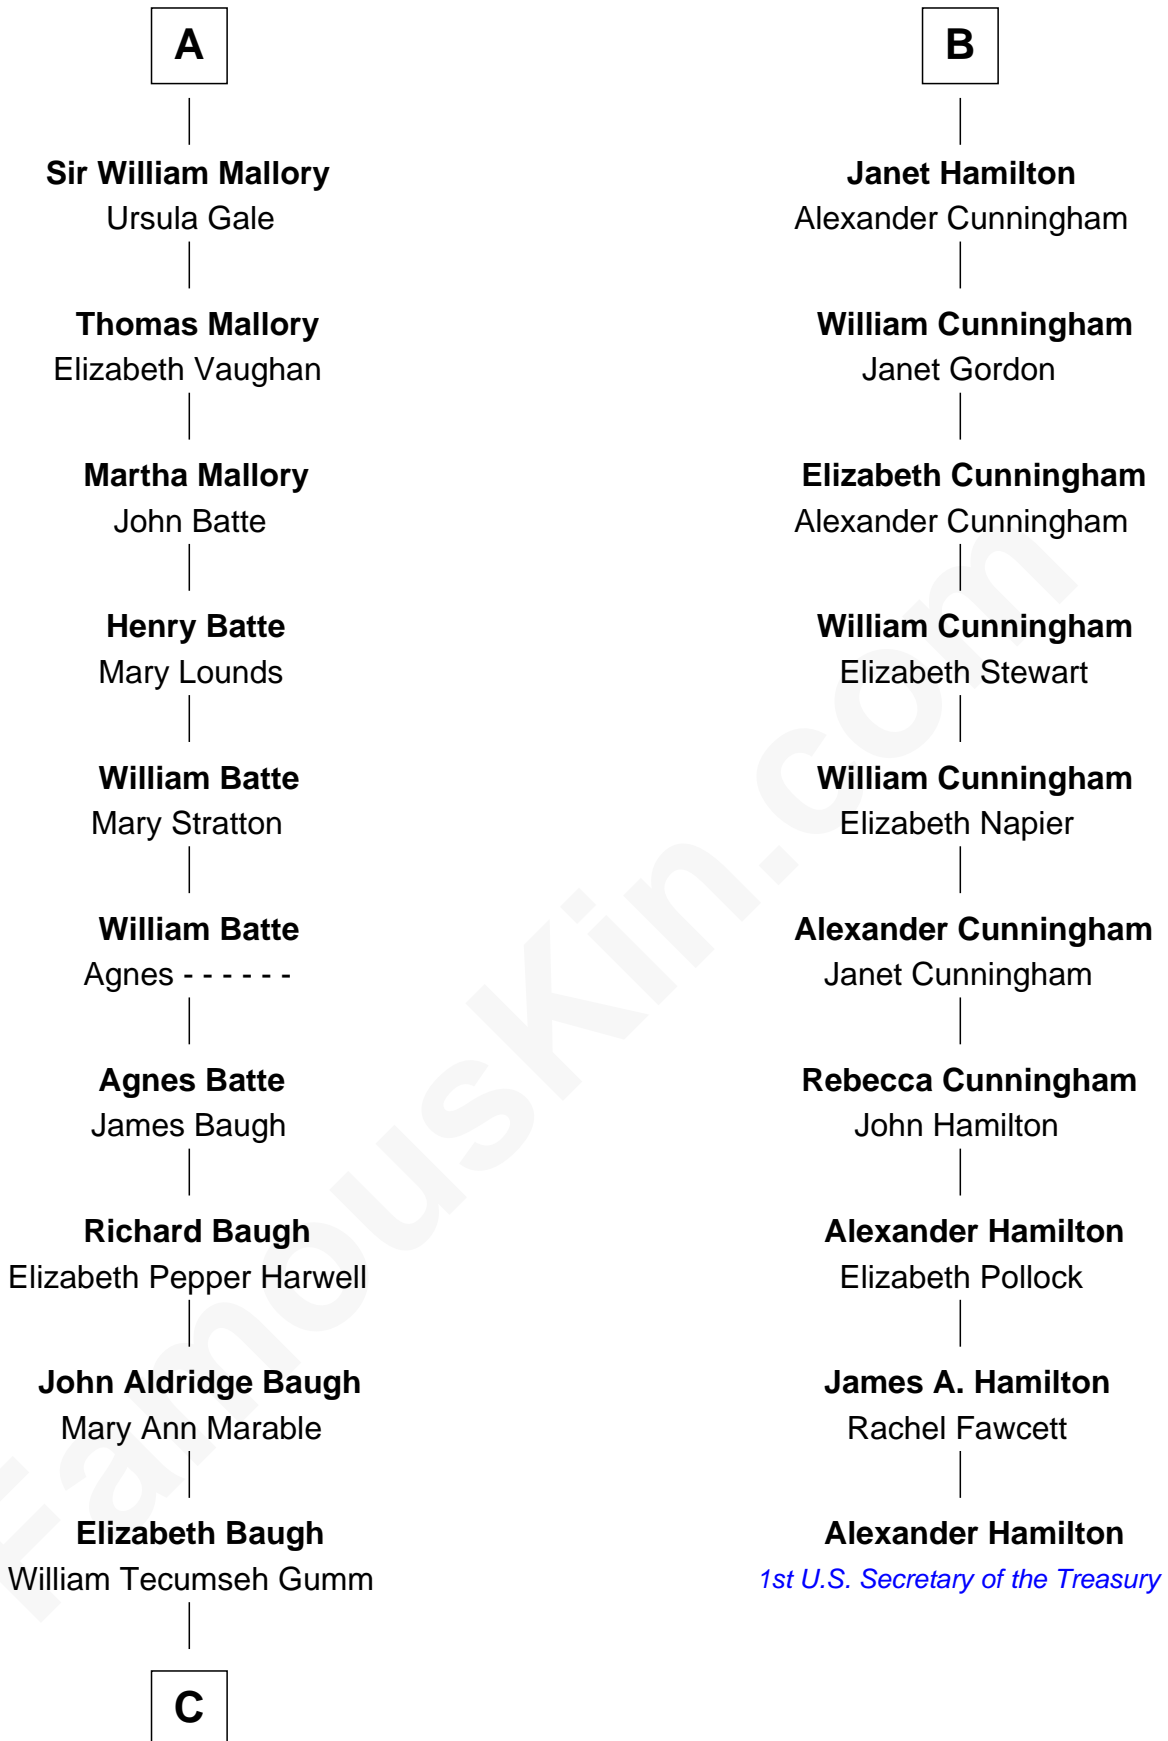 A
Sir William Mallory
Ursula Gale
Thomas Mallory
Elizabeth Vaughan
Martha Mallory
John Batte
Henry Batte
Mary Lounds
William Batte
Mary Stratton
William Batte
Agnes - - - - - -
Agnes Batte
James Baugh
Richard Baugh
Elizabeth Pepper Harwell
John Aldridge Baugh
Mary Ann Marable
Elizabeth Baugh
William Tecumseh Gumm
C
B
Janet Hamilton
Alexander Cunningham
William Cunningham
Janet Gordon
Elizabeth Cunningham
Alexander Cunningham
William Cunningham
Elizabeth Stewart
William Cunningham
Elizabeth Napier
Alexander Cunningham
Janet Cunningham
Rebecca Cunningham
John Hamilton
Alexander Hamilton
Elizabeth Pollock
James A. Hamilton
Rachel Fawcett
Alexander Hamilton
1st U.S. Secretary of the Treasury
FamousKin.com